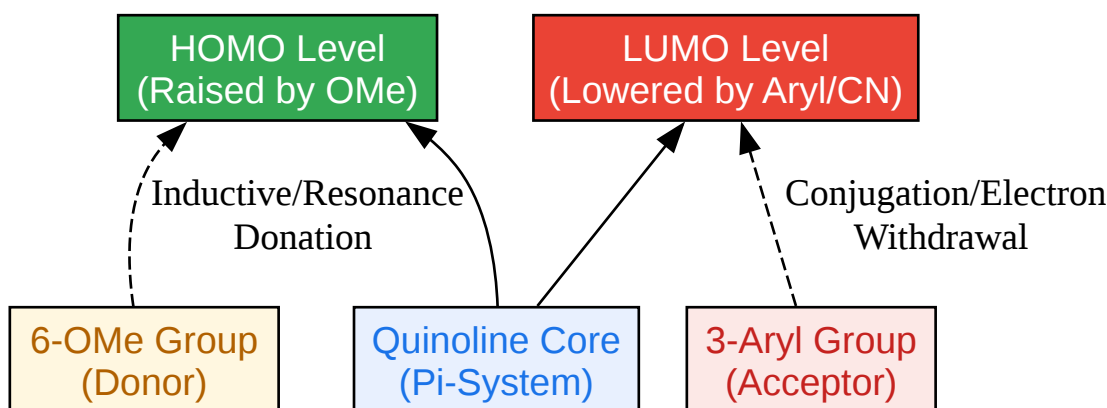 HOMO Level
(Raised by OMe)
LUMO Level
(Lowered by Aryl/CN)
Inductive/Resonance
Donation
Conjugation/Electron
Withdrawal
6-OMe Group
(Donor)
Quinoline Core
(Pi-System)
3-Aryl Group
(Acceptor)